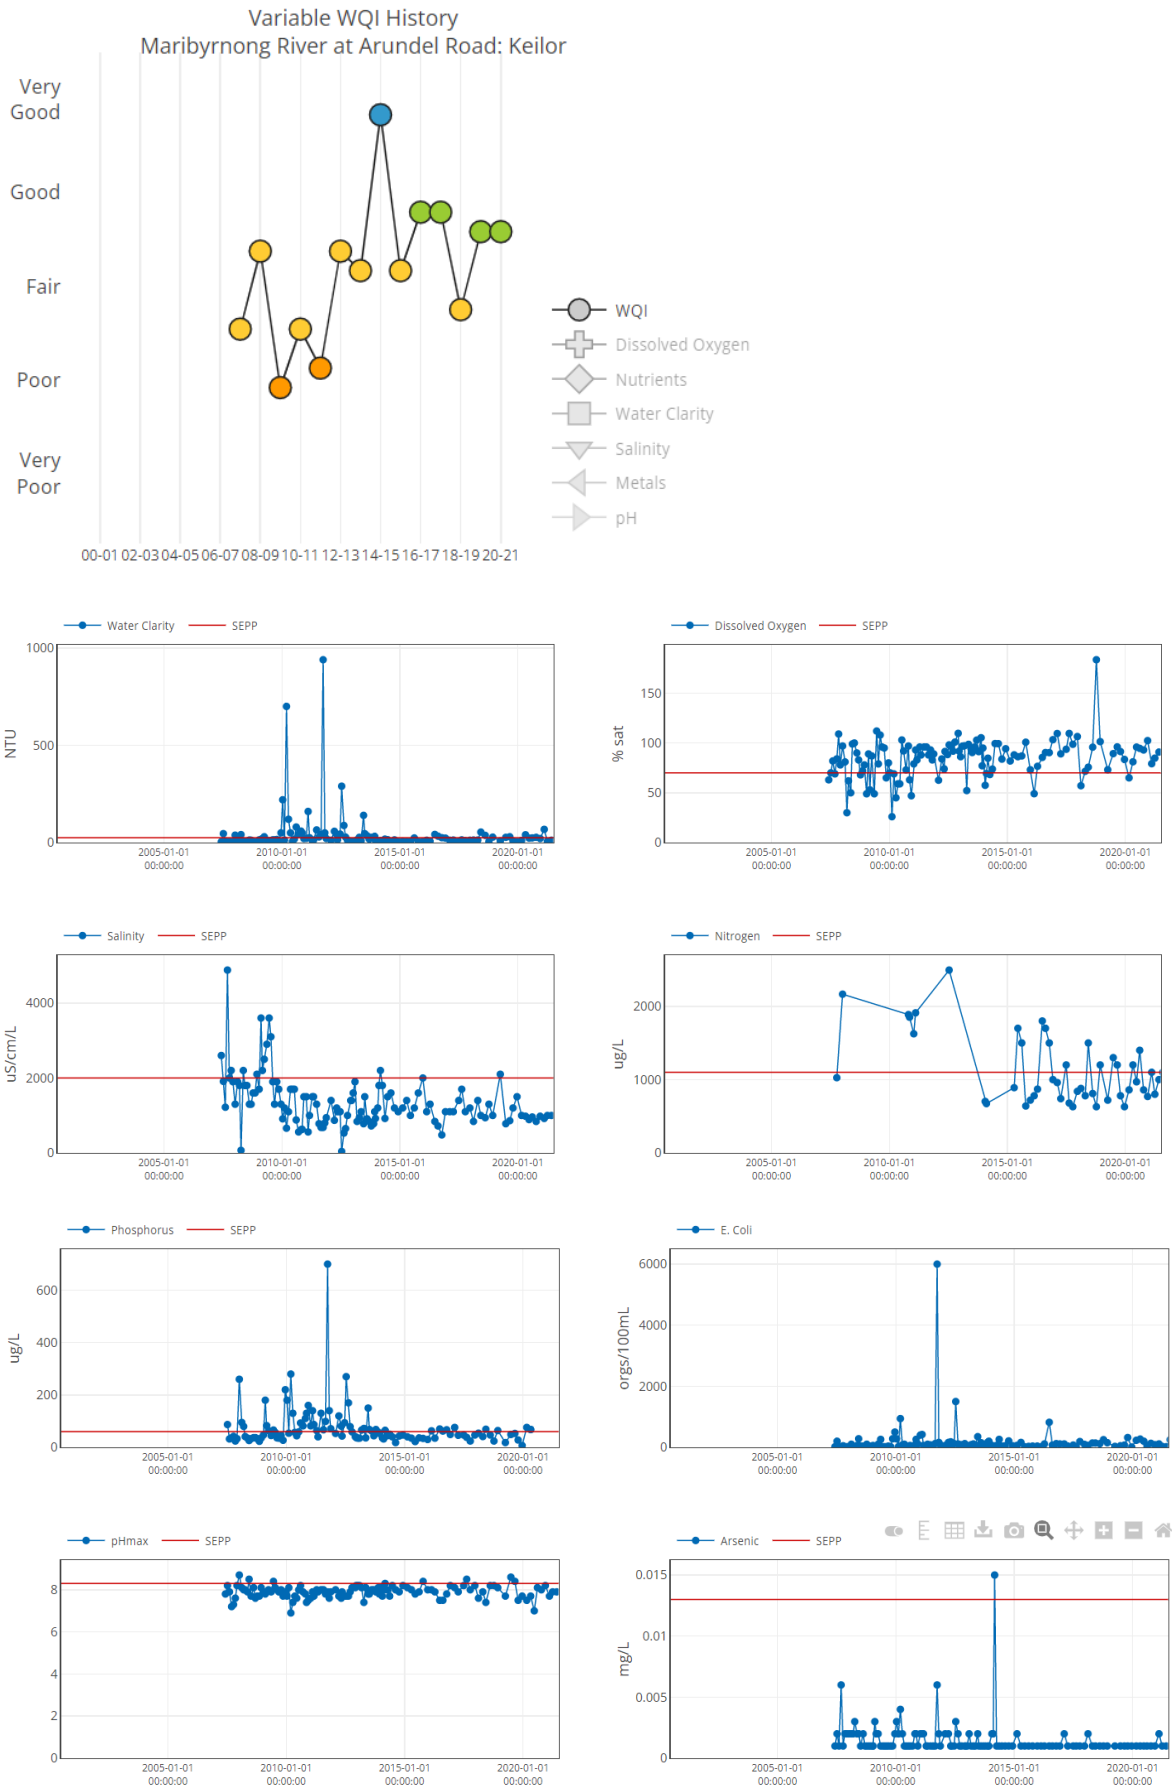 Variable WQI History
Maribyrnong River at Arundel Road: Keilor
Very
Good
Good
Fair
Poor
Very
Poor
WQI
Dissolved Oxygen
Nutrients
Water Clarity
Salinity
Metals
pH
00-01 02-03 04-05 06-07 08-09 10-11 12-13 14-15 16-17 18-19 20-21
Water Clarity SEPP
1000
500
0
NTU
2005-01-01 2010-01-01 2015-01-01 2020-01-01
00:00:00 00:00:00 00:00:00 00:00:00
Dissolved Oxygen SEPP
150
100
50
0
% sat
2005-01-01 2010-01-01 2015-01-01 2020-01-01
00:00:00 00:00:00 00:00:00 00:00:00
Salinity SEPP
4000
2000
0
uS/cm/L
2005-01-01 2010-01-01 2015-01-01 2020-01-01
00:00:00 00:00:00 00:00:00 00:00:00
Nitrogen SEPP
2000
1000
0
ug/L
2005-01-01 2010-01-01 2015-01-01 2020-01-01
00:00:00 00:00:00 00:00:00 00:00:00
Phosphorus SEPP
600
400
200
0
ug/L
2005-01-01 2010-01-01 2015-01-01 2020-01-01
00:00:00 00:00:00 00:00:00 00:00:00
E. Coli
6000
4000
2000
0
orgs/100mL
2005-01-01 2010-01-01 2015-01-01 2020-01-01
00:00:00 00:00:00 00:00:00 00:00:00
pHmax SEPP
8
6
4
2
0
2005-01-01 2010-01-01 2015-01-01 2020-01-01
00:00:00 00:00:00 00:00:00 00:00:00
Arsenic SEPP
0.015
0.01
0.005
0
mg/L
2005-01-01 2010-01-01 2015-01-01 2020-01-01
00:00:00 00:00:00 00:00:00 00:00:00